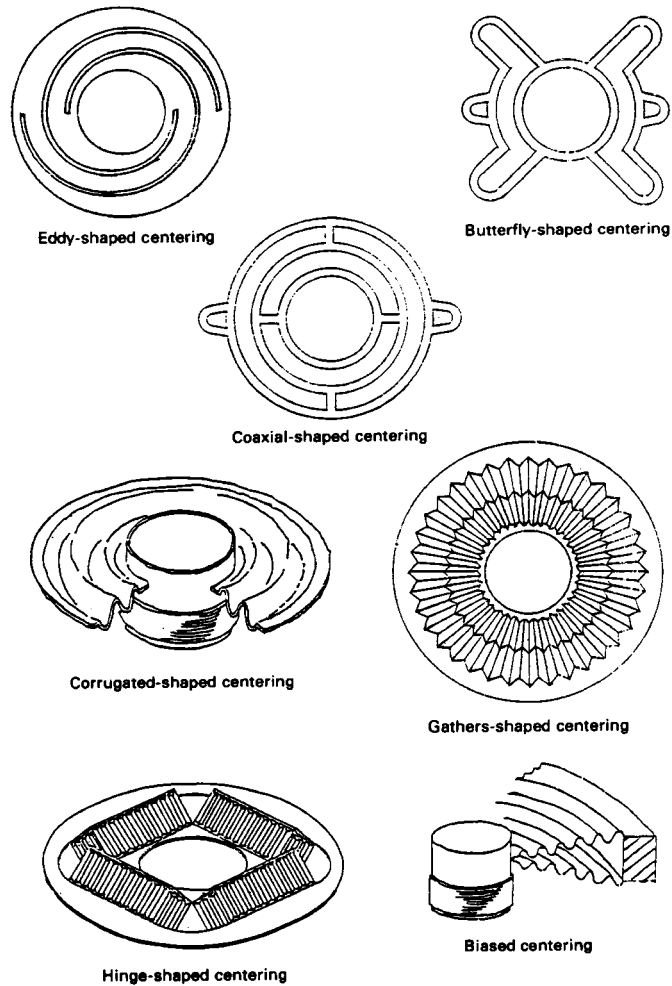 Eddy-shaped centering
Butterfly-shaped centering
Coaxial-shaped centering
Corrugated-shaped centering
Gathers-shaped centering
Hinge-shaped centering
Biased centering